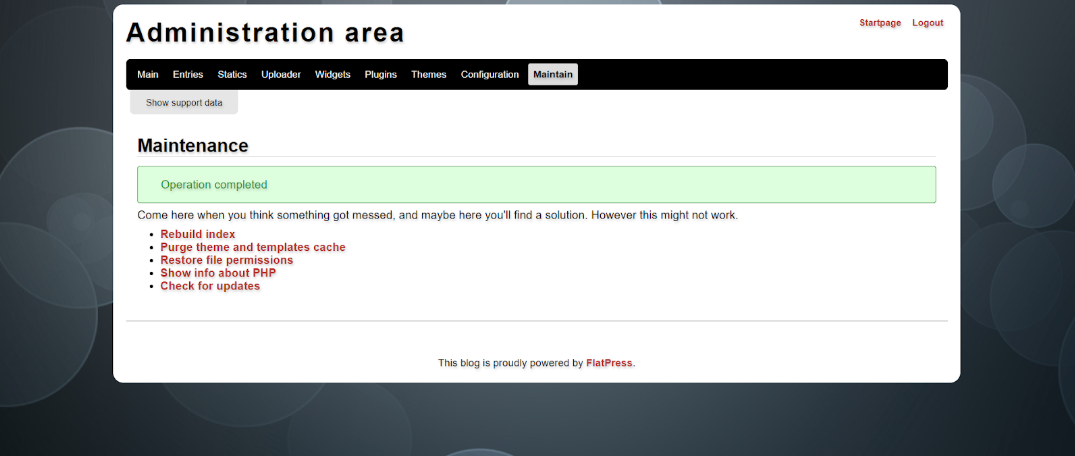 Administration area
Startpage Logout
Main Entries Statics Uploader Widgets Plugins Themes Configuration Maintain
Show support data
Maintenance
Operation completed
Come here when you think something got messed, and maybe here you'll find a solution. However this might not work.
Rebuild index
Purge theme and templates cache
Restore file permissions
Show info about PHP
Check for updates
This blog is proudly powered by FlatPress.